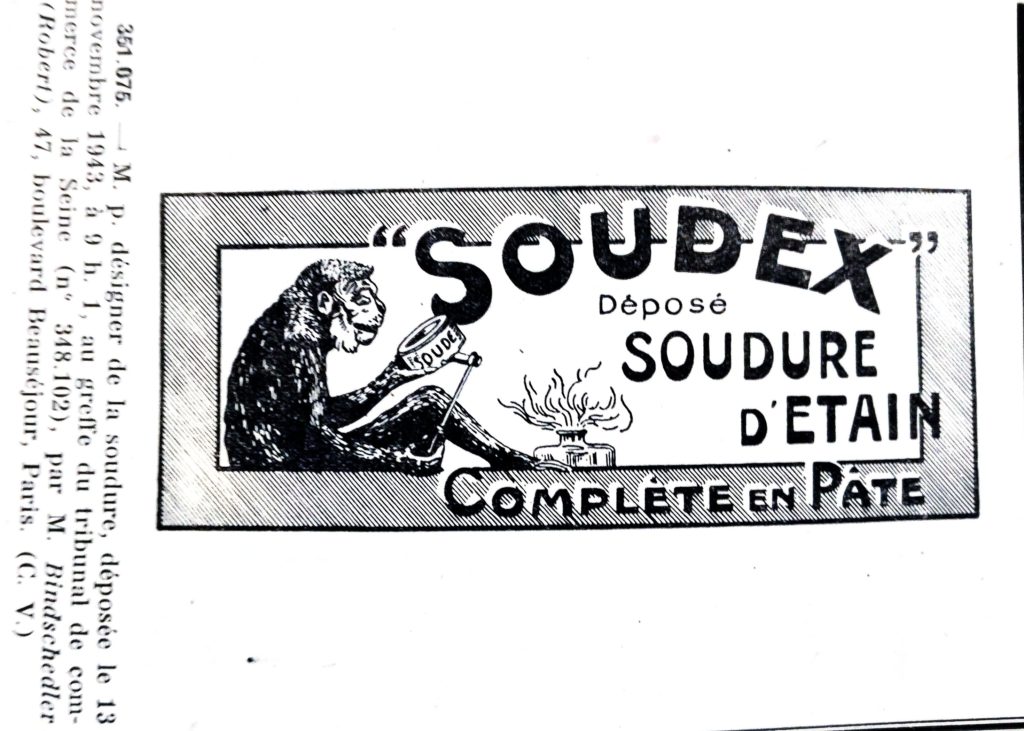 351.075. — M. p. désigner de la soudure, déposée le 13
novembre 1943, à 9 h. 1, au greffe du tribunal de com-
merce de la Seine (n° 348.102), par M. Bindschedler
(Robert), 47, boulevard Beauséjour, Paris. (C. V.)
"SOUDEX"
Déposé
SOUDURE
D'ETAIN
COMPLÈTE EN PÂTE
SOUDE